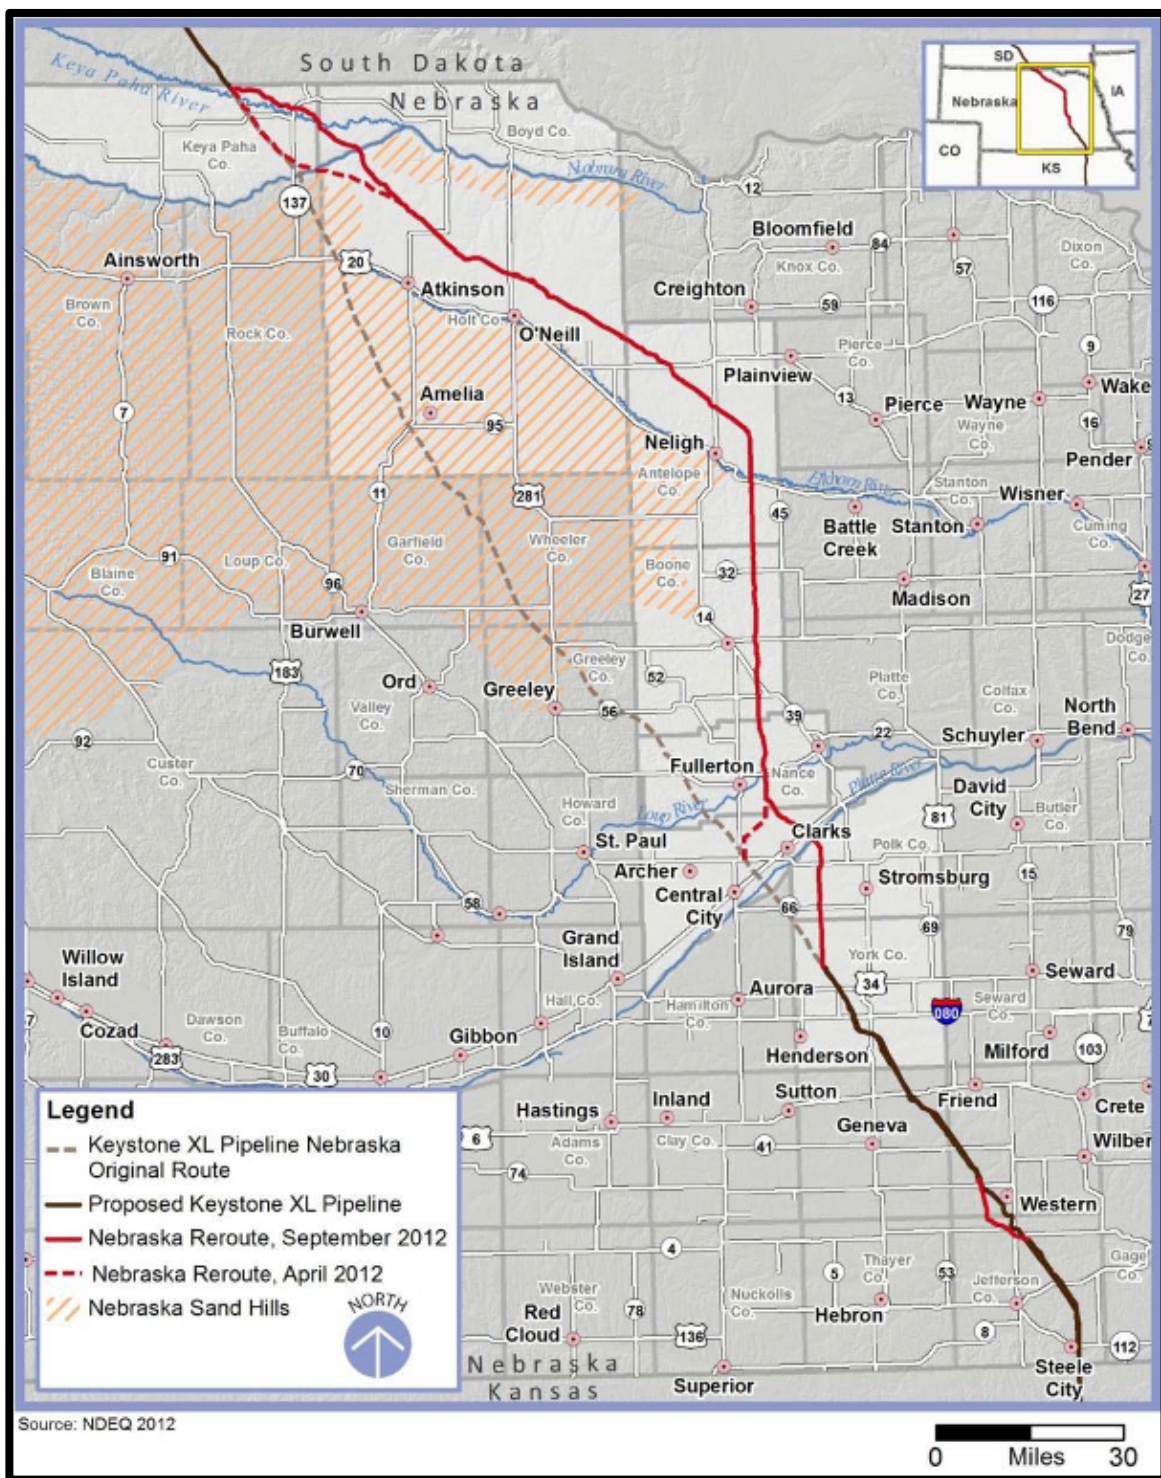 South Dakota
Nebraska
Keya Paha River
Keya Paha
Co.
Boyd Co.
Niobrara River
SD
Nebraska
IA
CO
KS
137
12
Bloomfield
Knox Co.
84
57
Dixon
Co.
Ainsworth
20
Atkinson
Creighton
59
116
Brown
Co.
Rock Co.
Holt Co.
O'Neill
Pierce
Co.
9
Plainview
Wake
7
Amelia
95
13
Pierce
Wayne
Wayne
Co.
16
Neligh
Pender
9
Antelope
Co.
Elkhorn River
Stanton
Co.
Wisner
11
281
45
Battle
Creek
Stanton
Cuming
Co.
91
Loup Co.
Garfield
Co.
Wheeler
Co.
Boone
Co.
32
Blaine
Co.
96
Madison
27
Burwell
14
Dodge
Co.
183
Ord
Greeley
Greeley
Co.
52
Platte
Co.
Colfax
Co.
Valley
Co.
56
39
22
Schuyler
North
Bend
92
Custer
Co.
70
Sherman Co.
Fullerton
Nance
Co.
Platte River
David
City
Butler
Co.
Howard
Co.
Loup River
81
St. Paul
Clarks
Polk Co.
Archer
Stromsburg
15
58
Central
City
66
69
79
Willow
Island
Grand
Island
York Co.
Seward
34
Aurora
Hall Co.
Hamilton
Co.
Seward
Co.
080
7
7
Cozad
Dawson
Co.
Buffalo
Co.
10
Gibbon
Henderson
Milford
103
283
30
Legend
Keystone XL Pipeline Nebraska
Original Route
Proposed Keystone XL Pipeline
Nebraska Reroute, September 2012
Nebraska Reroute, April 2012
Nebraska Sand Hills
NORTH
Hastings
Inland
Sutton
Friend
Crete
6
Adams
Co.
Clay Co.
Geneva
41
Wilber
74
Western
4
Thayer
Co.
Gage
Co.
5
53
Webster
Co.
Nuckolls
Co.
Jefferson
Co.
78
Hebron
Red
Cloud
136
8
112
Nebraska
Kansas
Superior
Steele
City
Source: NDEQ 2012
0 Miles 30